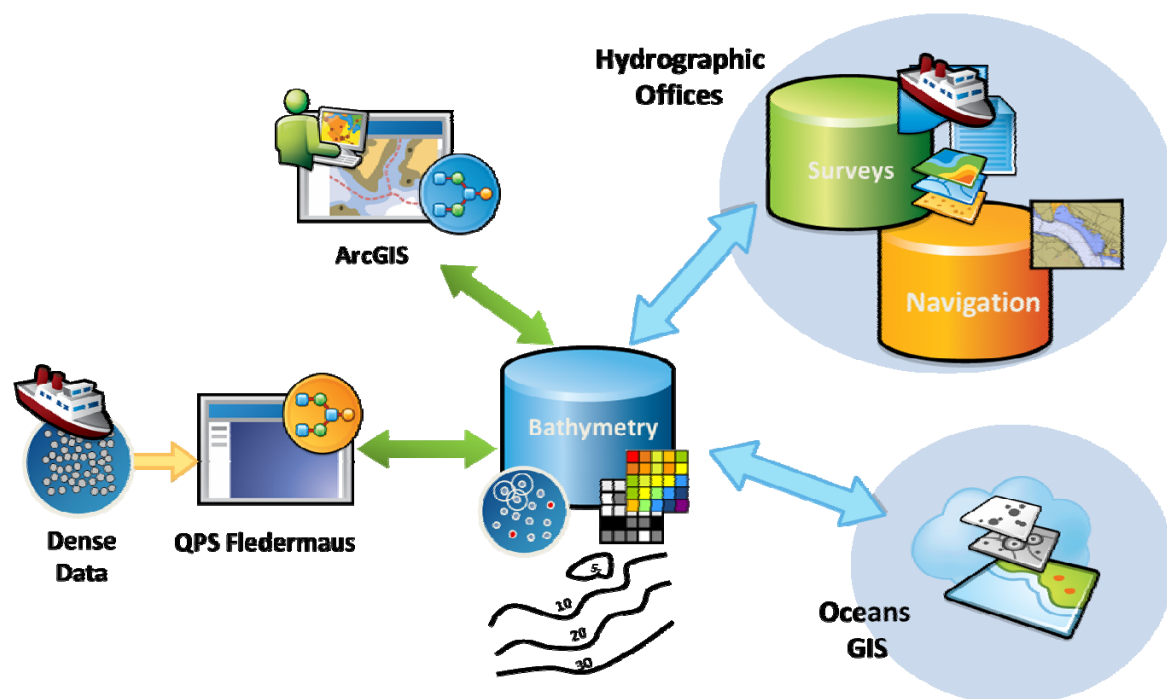 Hydrographic
Offices
Surveys
Navigation
ArcGIS
Bathymetry
Dense
Data
QPS Fledermaus
5
10
20
30
Oceans
GIS